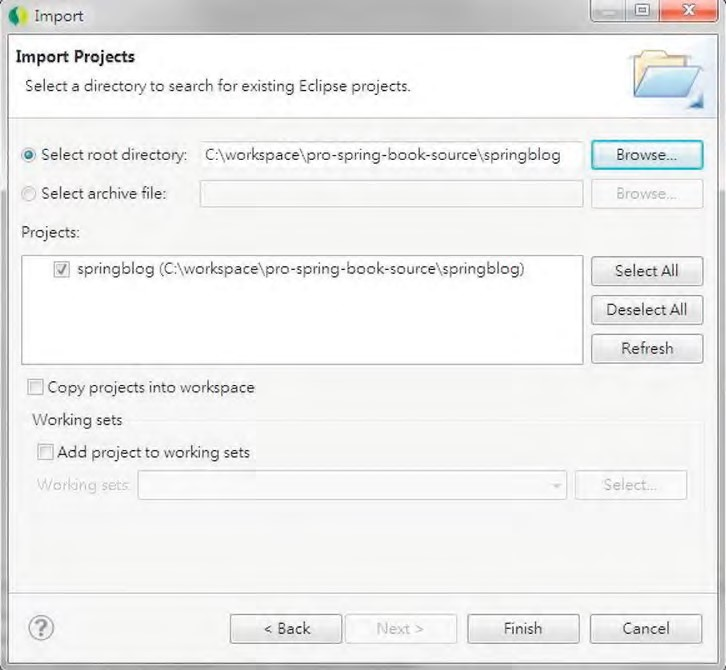 Import
Import Projects
Select a directory to search for existing Eclipse projects.
Select root directory: C:\workspace\pro-spring-book-source\springblog Browse...
Select archive file: Browse...
Projects:
springblog (C:\workspace\pro-spring-book-source\springblog)
Select All
Deselect All
Refresh
Copy projects into workspace
Working sets
Add project to working sets
Working sets: Select...
? < Back Next > Finish Cancel